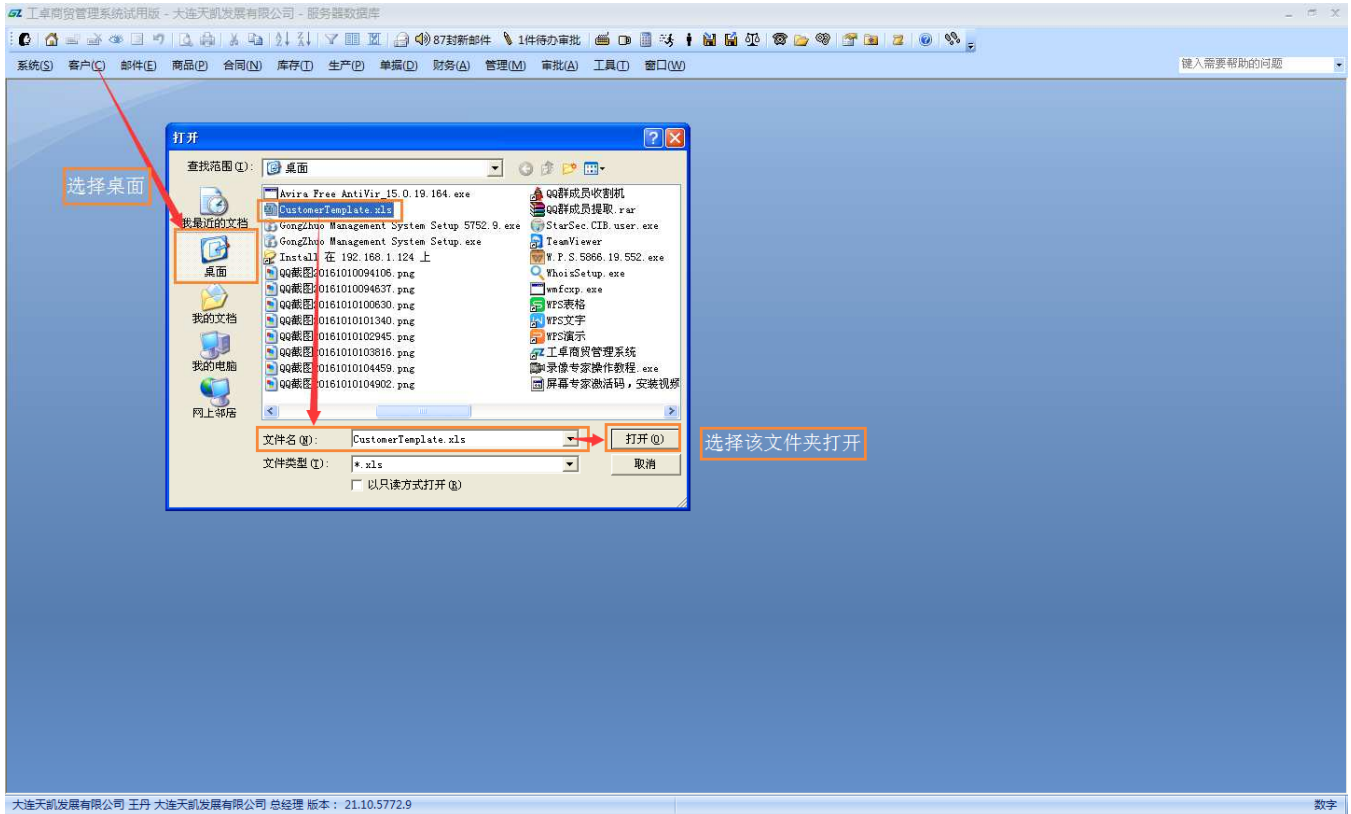 工卓商贸管理系统试用版 - 大连天凯发展有限公司 - 服务器数据库
87封新邮件 1件待办审批
系统(S) 客户(C) 邮件(E) 商品(P) 合同(N) 库存(T) 生产(P) 单据(D) 财务(A) 管理(M) 审批(A) 工具(T) 窗口(W) 键入需要帮助的问题
打开
查找范围(I): 桌面
选择桌面
我最近的文档
桌面
我的文档
我的电脑
网上邻居
Avira Free AntiVir_15.0.19.164.exe
CustomerTemplate.xls
GongZhuo Management System Setup 5752.9.exe
GongZhuo Management System Setup.exe
Install 在 192.168.1.124 上
QQ截图20161010094106.png
QQ截图20161010094637.png
QQ截图20161010100630.png
QQ截图20161010101340.png
QQ截图20161010102945.png
QQ截图20161010103816.png
QQ截图20161010104459.png
QQ截图20161010104902.png
QQ群成员收割机
QQ群成员提取.rar
StarSec.CIB.user.exe
TeamViewer
W.P.S.5866.19.552.exe
WhoisSetup.exe
wmfcxp.exe
WPS表格
WPS文字
WPS演示
工卓商贸管理系统
录像专家操作教程.exe
屏幕专家激活码，安装视频
文件名(N): CustomerTemplate.xls 打开(O)
选择该文件夹打开
文件类型(T): *.xls 取消
以只读方式打开(R)
大连天凯发展有限公司 王丹 大连天凯发展有限公司 总经理 版本： 21.10.5772.9 数字